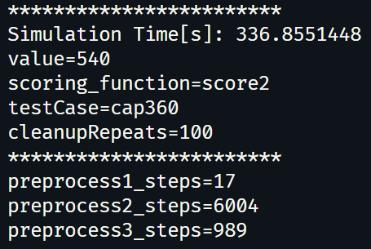 *************************
Simulation Time[s]: 336.8551448
value=540
scoring_function=score2
testCase=cap360
cleanupRepeats=100
*************************
preprocess1_steps=17
preprocess2_steps=6004
preprocess3_steps=989